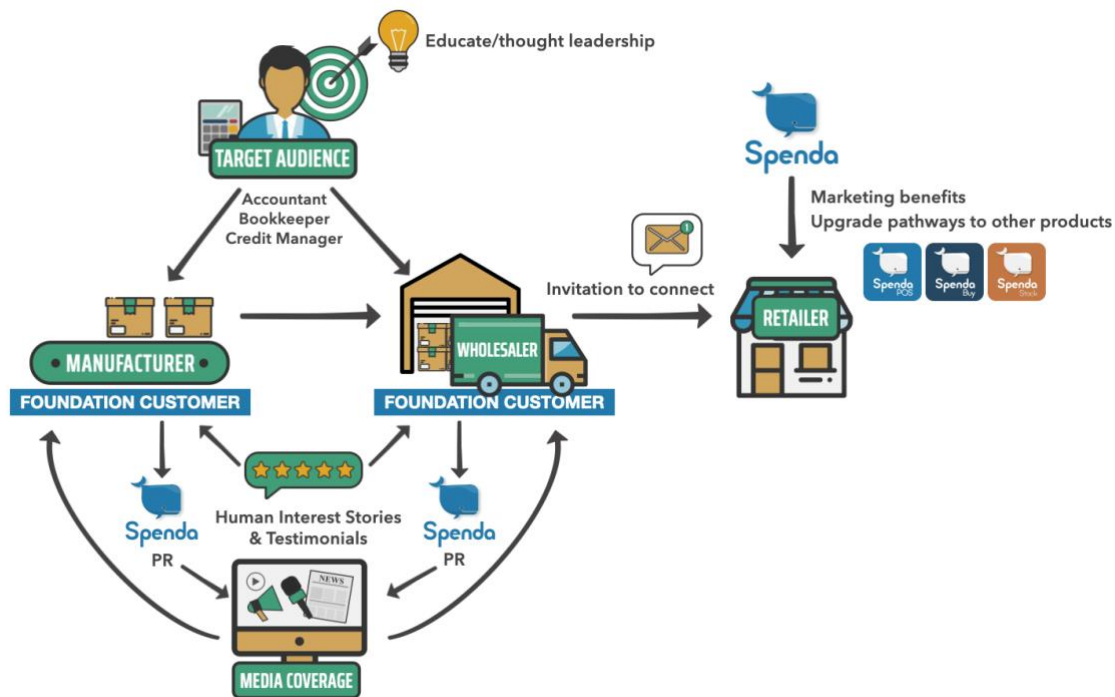 Educate/thought leadership
TARGET AUDIENCE
Accountant
Bookkeeper
Credit Manager
Spenda
Marketing benefits
Upgrade pathways to other products
Spenda
POS
Spenda
Buy
Spenda
Stock
1
Invitation to connect
RETAILER
MANUFACTURER
WHOLESALER
FOUNDATION CUSTOMER
FOUNDATION CUSTOMER
Spenda
PR
Human Interest Stories
& Testimonials
Spenda
PR
NEWS
MEDIA COVERAGE